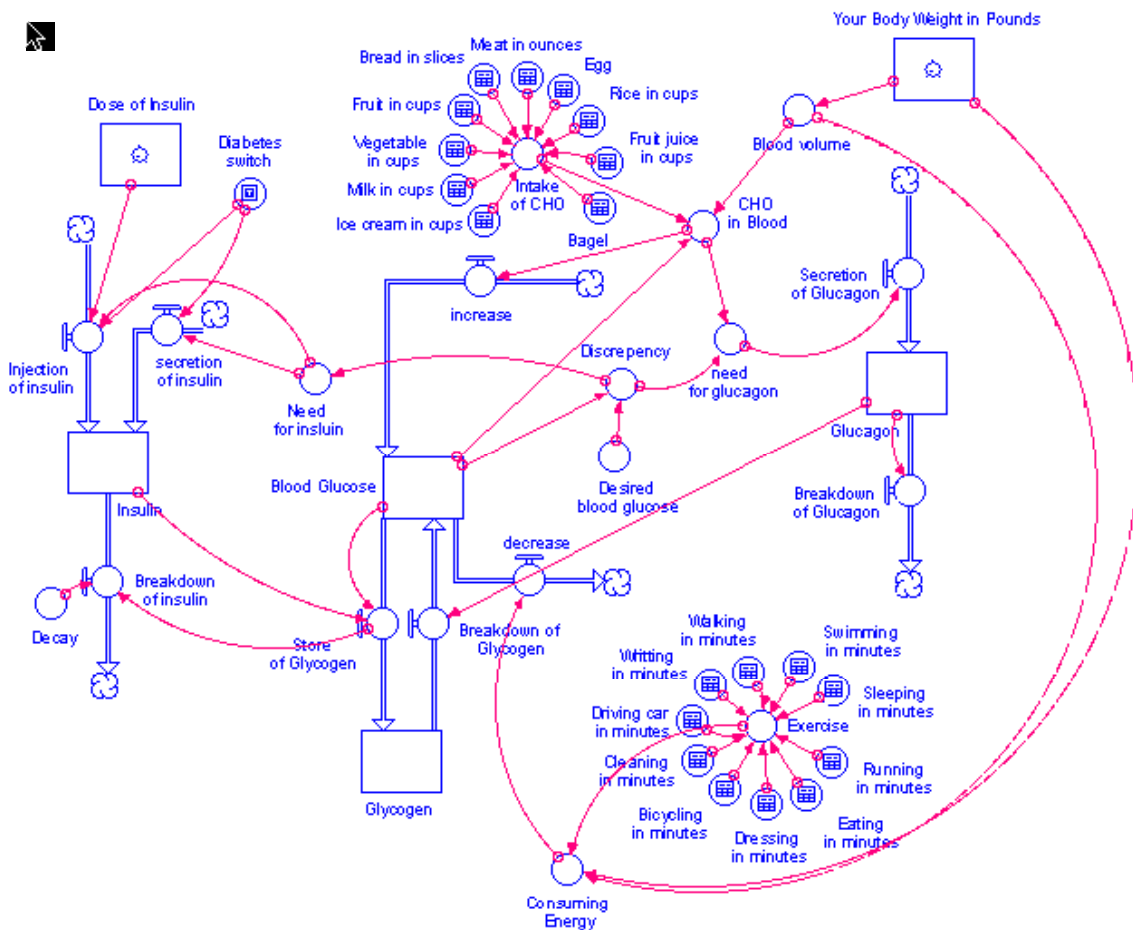 Your Body Weight in Pounds
Meat in ounces
Bread in slices
Egg
Dose of Insulin
Fruit in cups
Rice in cups
Diabetes
switch
Vegetable
in cups
Fruit juice
in cups
Blood volume
Milk in cups
Intake
of CHO
CHO
in Blood
Ice cream in cups
Bagel
Secretion
of Glucagon
increase
Injection
of insulin
secretion
of insulin
Discrepency
need
for glucagon
Need
for insluin
Glucagon
Blood Glucose
Desired
blood glucose
Insulin
Breakdown
of Glucagon
decrease
Breakdown
of insulin
Decay
Store
of Glycogen
Breakdown of
Glycogen
Walking
in minutes
Swimming
in minutes
Writting
in minutes
Sleeping
in minutes
Driving car
in minutes
Exercise
Cleaning
in minutes
Running
in minutes
Glycogen
Bicycling
in minutes
Dressing
in minutes
Eating
in minutes
Consuming
Energy